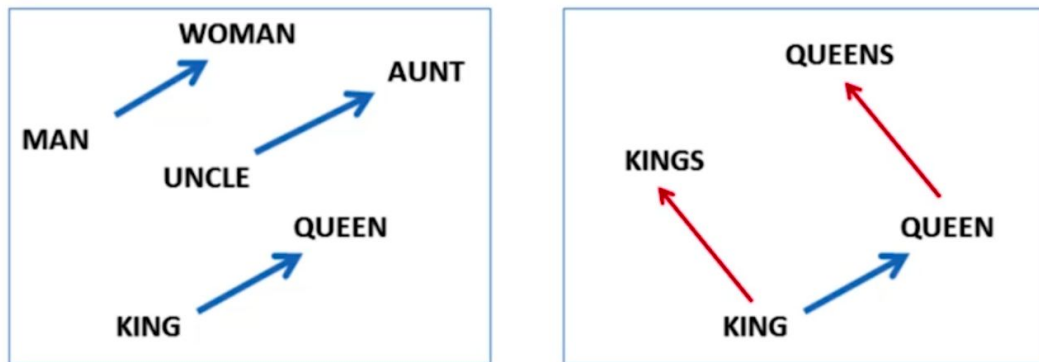 WOMAN
AUNT
MAN
UNCLE
QUEEN
KING
QUEENS
KINGS
QUEEN
KING